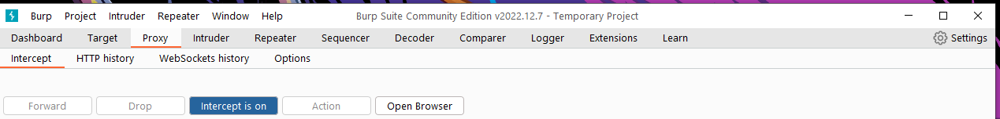 Burp Project Intruder Repeater Window Help Burp Suite Community Edition v2022.12.7 - Temporary Project
Dashboard Target Proxy Intruder Repeater Sequencer Decoder Comparer Logger Extensions Learn Settings
Intercept HTTP history WebSockets history Options
Forward Drop Intercept is on Action Open Browser